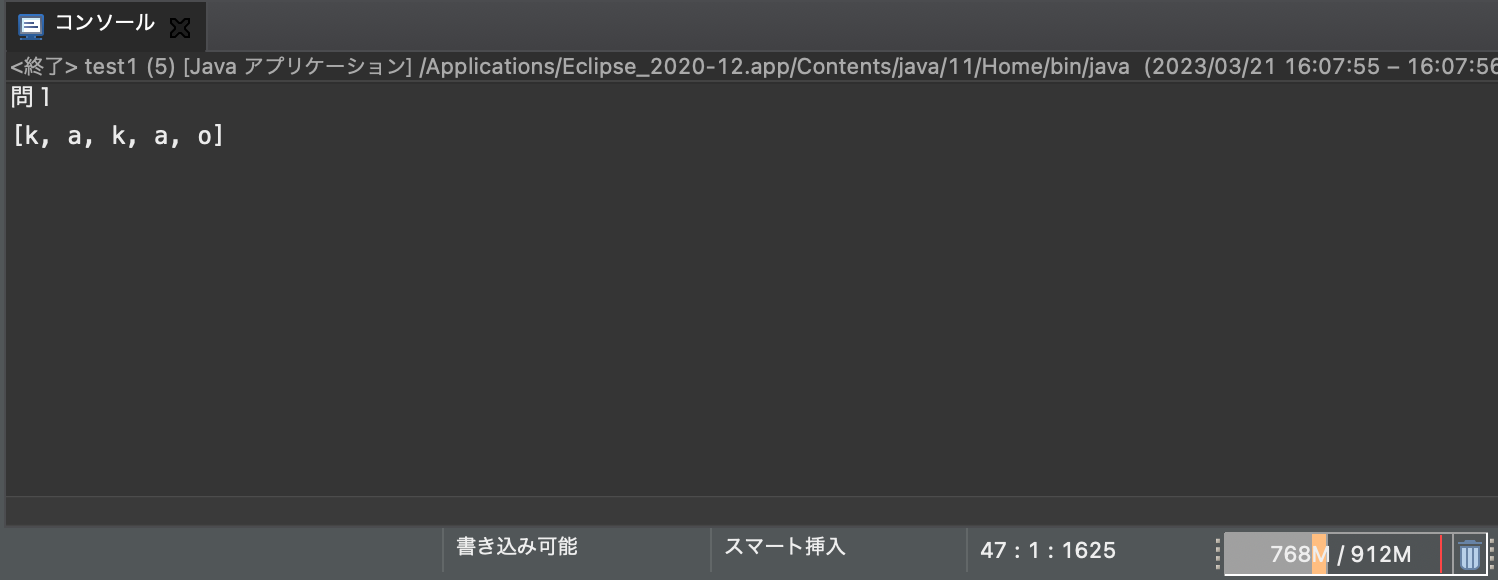 コンソール
<終了> test1 (5) [Java アプリケーション] /Applications/Eclipse_2020-12.app/Contents/java/11/Home/bin/java  (2023/03/21 16:07:55 – 16:07:56
問１
[k, a, k, a, o]
書き込み可能
スマート挿入
47 : 1 : 1625
768M / 912M